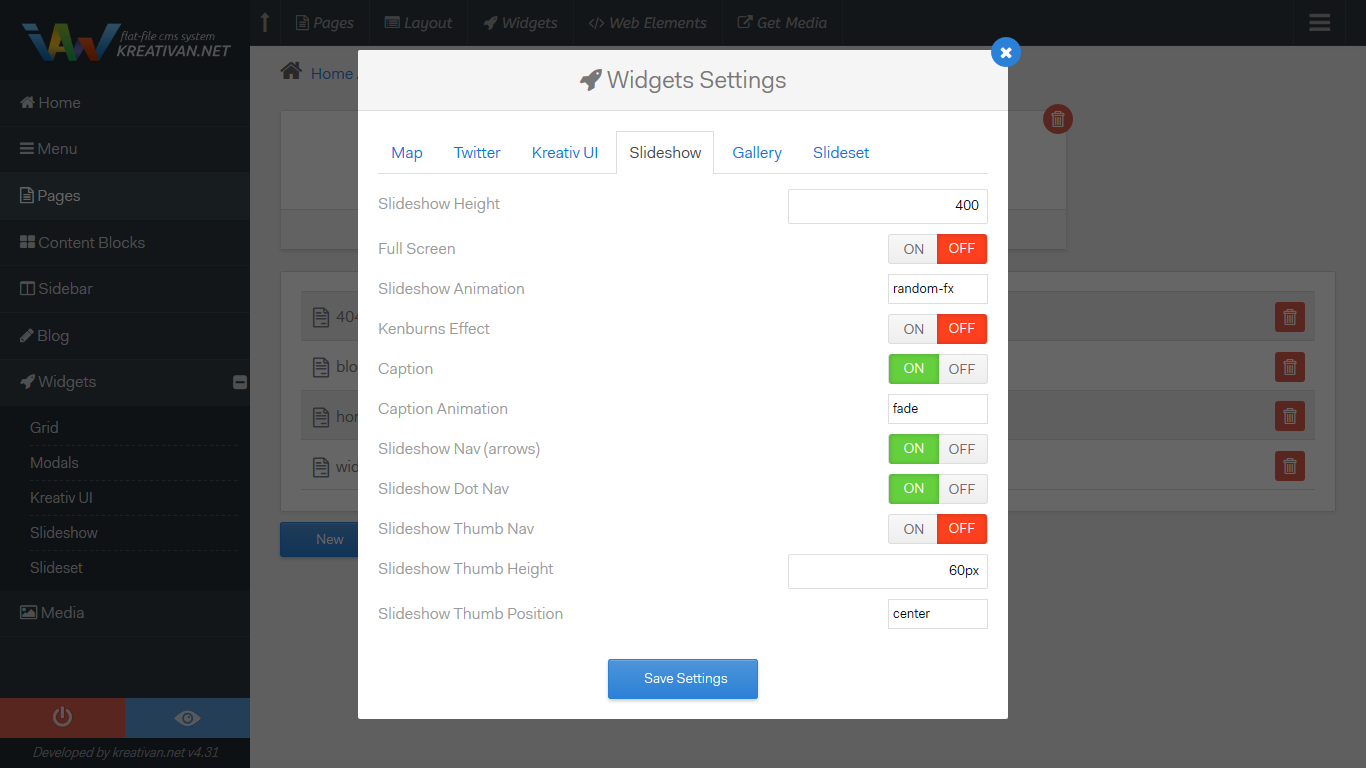 flat-file cms system
KREATIVAN.NET
Pages
Layout
Widgets
Web Elements
Get Media
Home
Menu
Pages
Content Blocks
Sidebar
Blog
Widgets
Grid
Modals
Kreativ UI
Slideshow
Slideset
Media
Developed by kreativan.net v4.31
Home
404
New
Widgets Settings
Map
Twitter
Kreativ UI
Slideshow
Gallery
Slideset
Slideshow Height 400
Full Screen ON OFF
Slideshow Animation random-fx
Kenburns Effect ON OFF
Caption ON OFF
Caption Animation fade
Slideshow Nav (arrows) ON OFF
Slideshow Dot Nav ON OFF
Slideshow Thumb Nav ON OFF
Slideshow Thumb Height 60px
Slideshow Thumb Position center
Save Settings